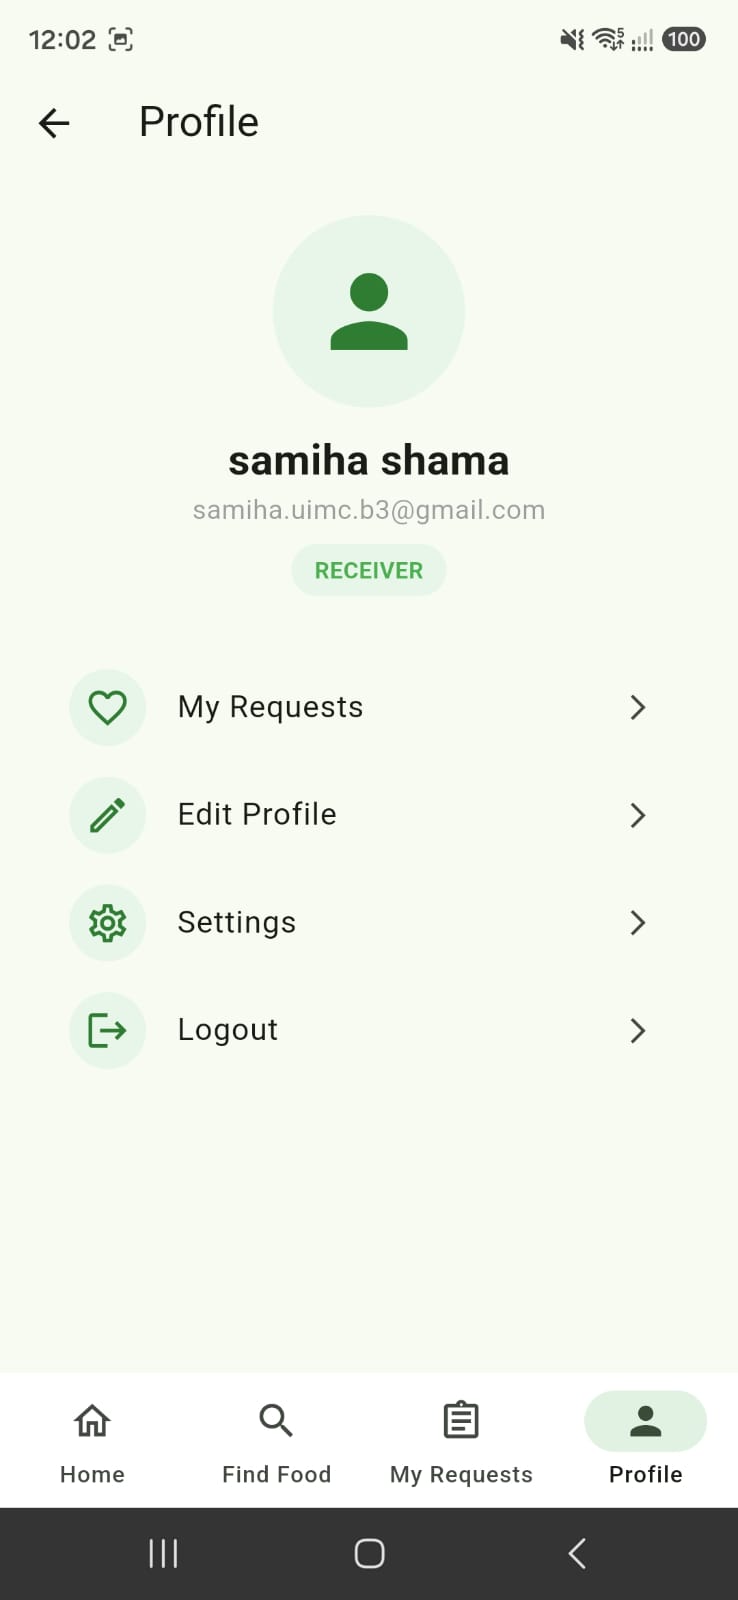 12:02
5
100
Profile
samiha shama
samiha.uimc.b3@gmail.com
RECEIVER
My Requests
Edit Profile
Settings
Logout
Home Find Food My Requests Profile